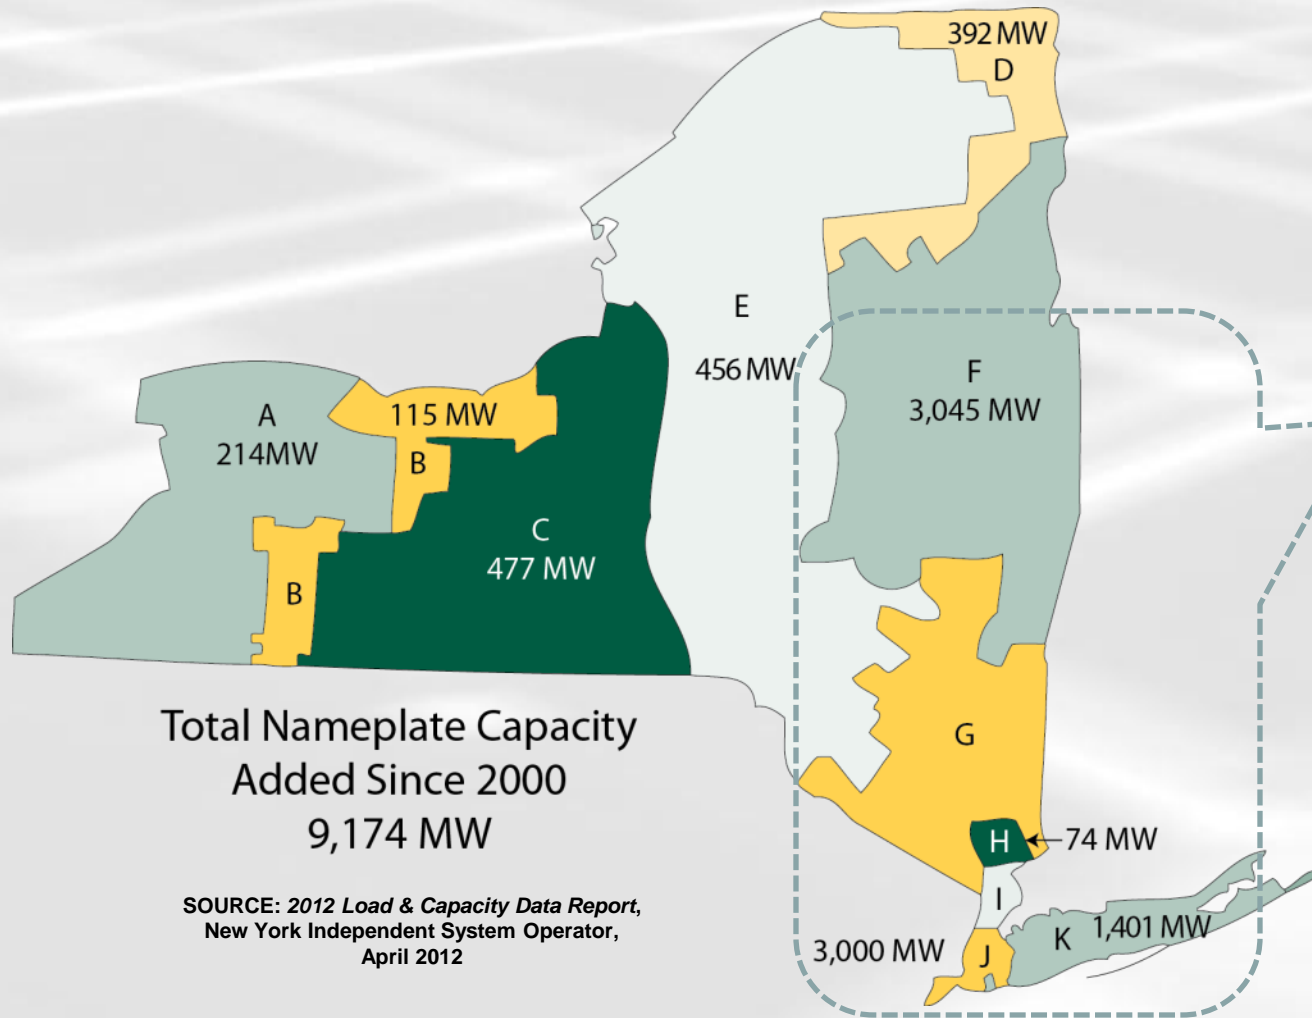 392 MW
D
E
456 MW
F
3,045 MW
A
214MW
115 MW
B
C
477 MW
B
G
Total Nameplate Capacity
Added Since 2000
9,174 MW
H
74 MW
I
SOURCE: 2012 Load & Capacity Data Report,
New York Independent System Operator,
April 2012
3,000 MW
J
K
1,401 MW